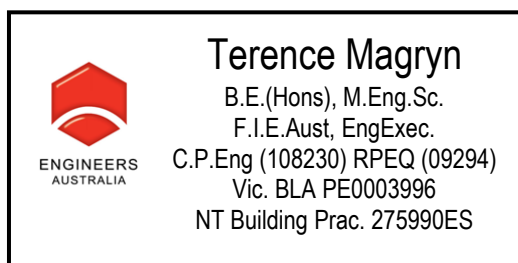 ENGINEERS
AUSTRALIA
Terence Magryn
B.E.(Hons), M.Eng.Sc.
F.I.E.Aust, EngExec.
C.P.Eng (108230) RPEQ (09294)
Vic. BLA PE0003996
NT Building Prac. 275990ES